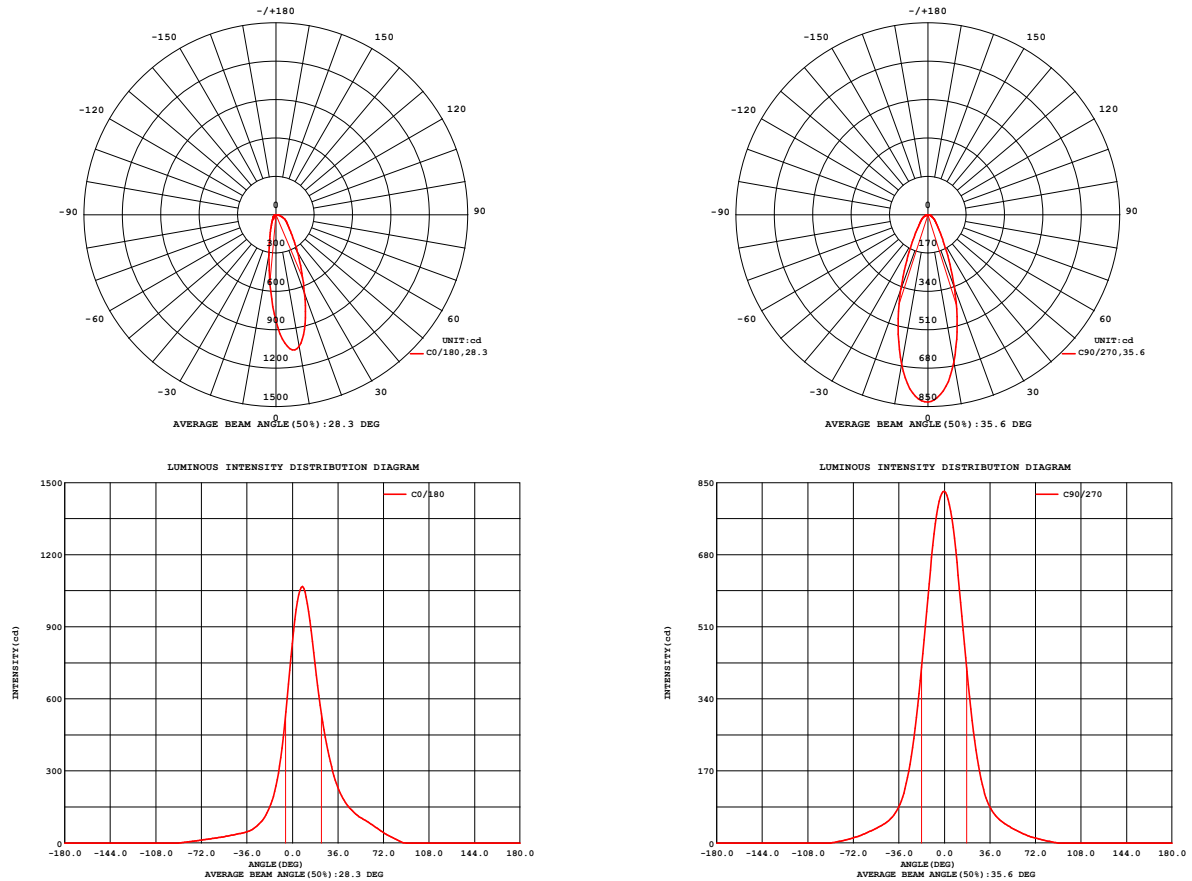 -/+180
-150 150
-120 120
-90 90
-60 60
-30 30
0
0
300
600
900
1200
1500
UNIT:cd
C0/180,28.3
AVERAGE BEAM ANGLE(50%):28.3 DEG
-/+180
-150 150
-120 120
-90 90
-60 60
-30 30
0
0
170
340
510
680
850
UNIT:cd
C90/270,35.6
AVERAGE BEAM ANGLE(50%):35.6 DEG
LUMINOUS INTENSITY DISTRIBUTION DIAGRAM
C0/180
1500
1200
900
600
300
0
INTENSITY(cd)
-180.0 -144.0 -108.0 -72.0 -36.0 0.0 36.0 72.0 108.0 144.0 180.0
ANGLE(DEG)
AVERAGE BEAM ANGLE(50%):28.3 DEG
LUMINOUS INTENSITY DISTRIBUTION DIAGRAM
C90/270
850
680
510
340
170
0
INTENSITY(cd)
-180.0 -144.0 -108.0 -72.0 -36.0 0.0 36.0 72.0 108.0 144.0 180.0
ANGLE(DEG)
AVERAGE BEAM ANGLE(50%):35.6 DEG